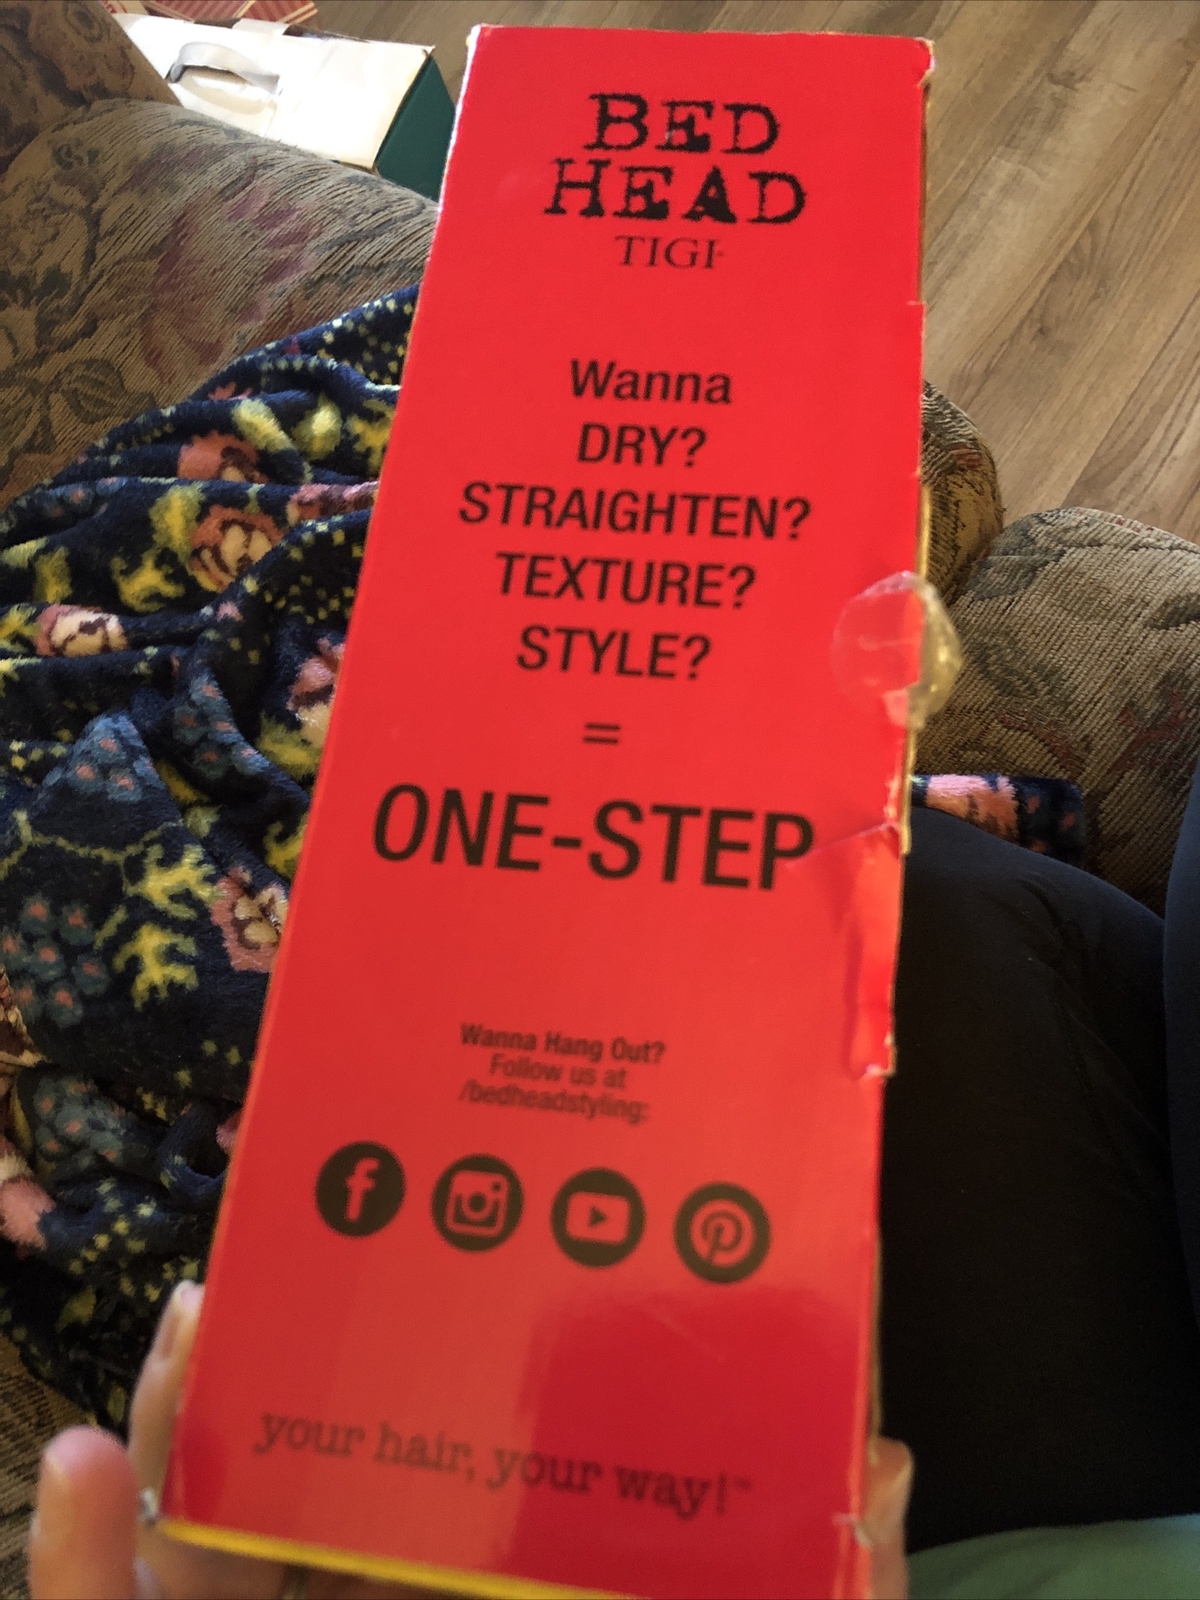 BED
HEAD
TIGI
Wanna
DRY?
STRAIGHTEN?
TEXTURE?
STYLE?
=
ONE-STEP
Wanna Hang Out?
Follow us at
/bedheadstyling:
your hair, your way!™